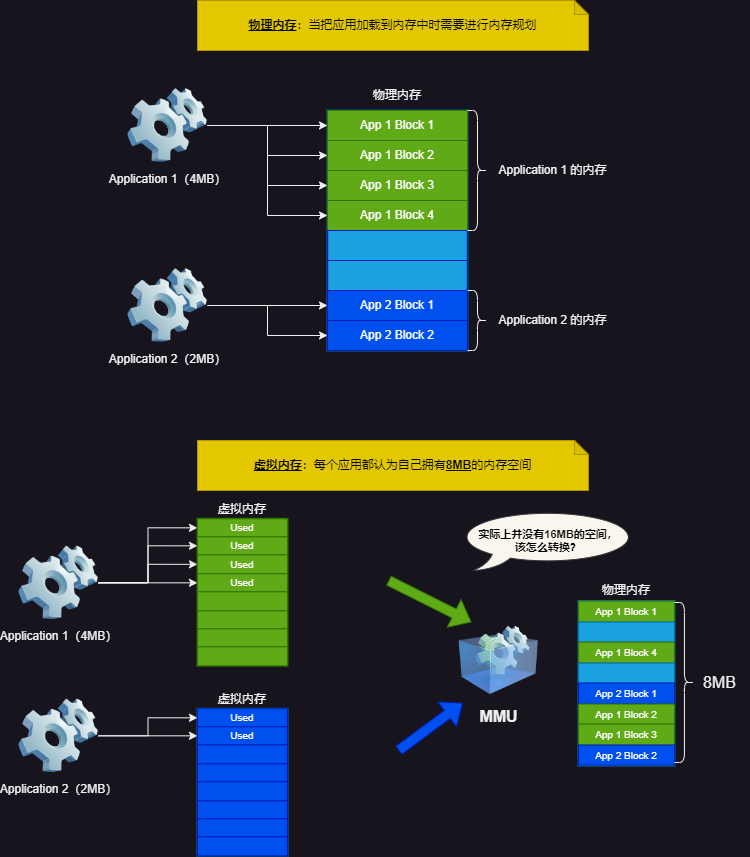 物理内存：当把应用加载到内存中时需要进行内存规划
物理内存
App 1 Block 1
App 1 Block 2
App 1 Block 3
App 1 Block 4
Application 1（4MB）
Application 1 的内存
App 2 Block 1
App 2 Block 2
Application 2（2MB）
Application 2 的内存
虚拟内存：每个应用都认为自己拥有8MB的内存空间
虚拟内存
Used
Used
Used
Used
Application 1（4MB）
虚拟内存
Used
Used
Application 2（2MB）
实际上并没有16MB的空间，
该怎么转换？
MMU
物理内存
App 1 Block 1
App 1 Block 4
App 2 Block 1
App 1 Block 2
App 1 Block 3
App 2 Block 2
8MB